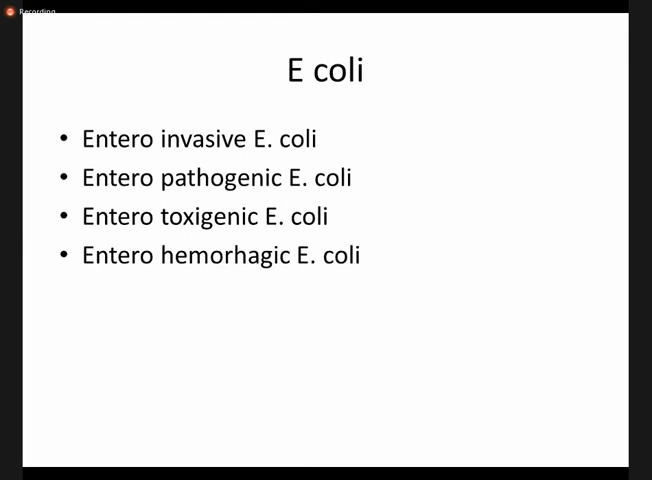 Recording
E coli
• Entero invasive E. coli
• Entero pathogenic E. coli
• Entero toxigenic E. coli
• Entero hemorhagic E. coli